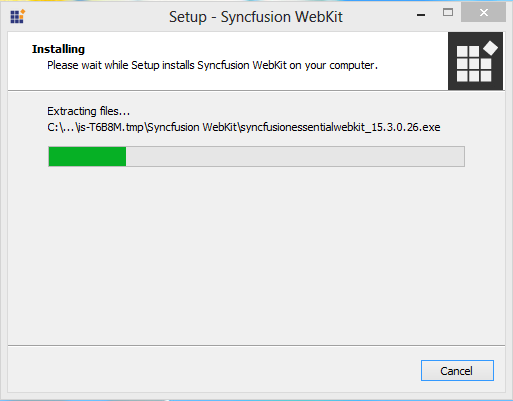 Setup - Syncfusion WebKit
Installing
Please wait while Setup installs Syncfusion WebKit on your computer.
Extracting files...
C:\...\is-T6B8M.tmp\Syncfusion WebKit\syncfusionessentialwebkit_15.3.0.26.exe
Cancel